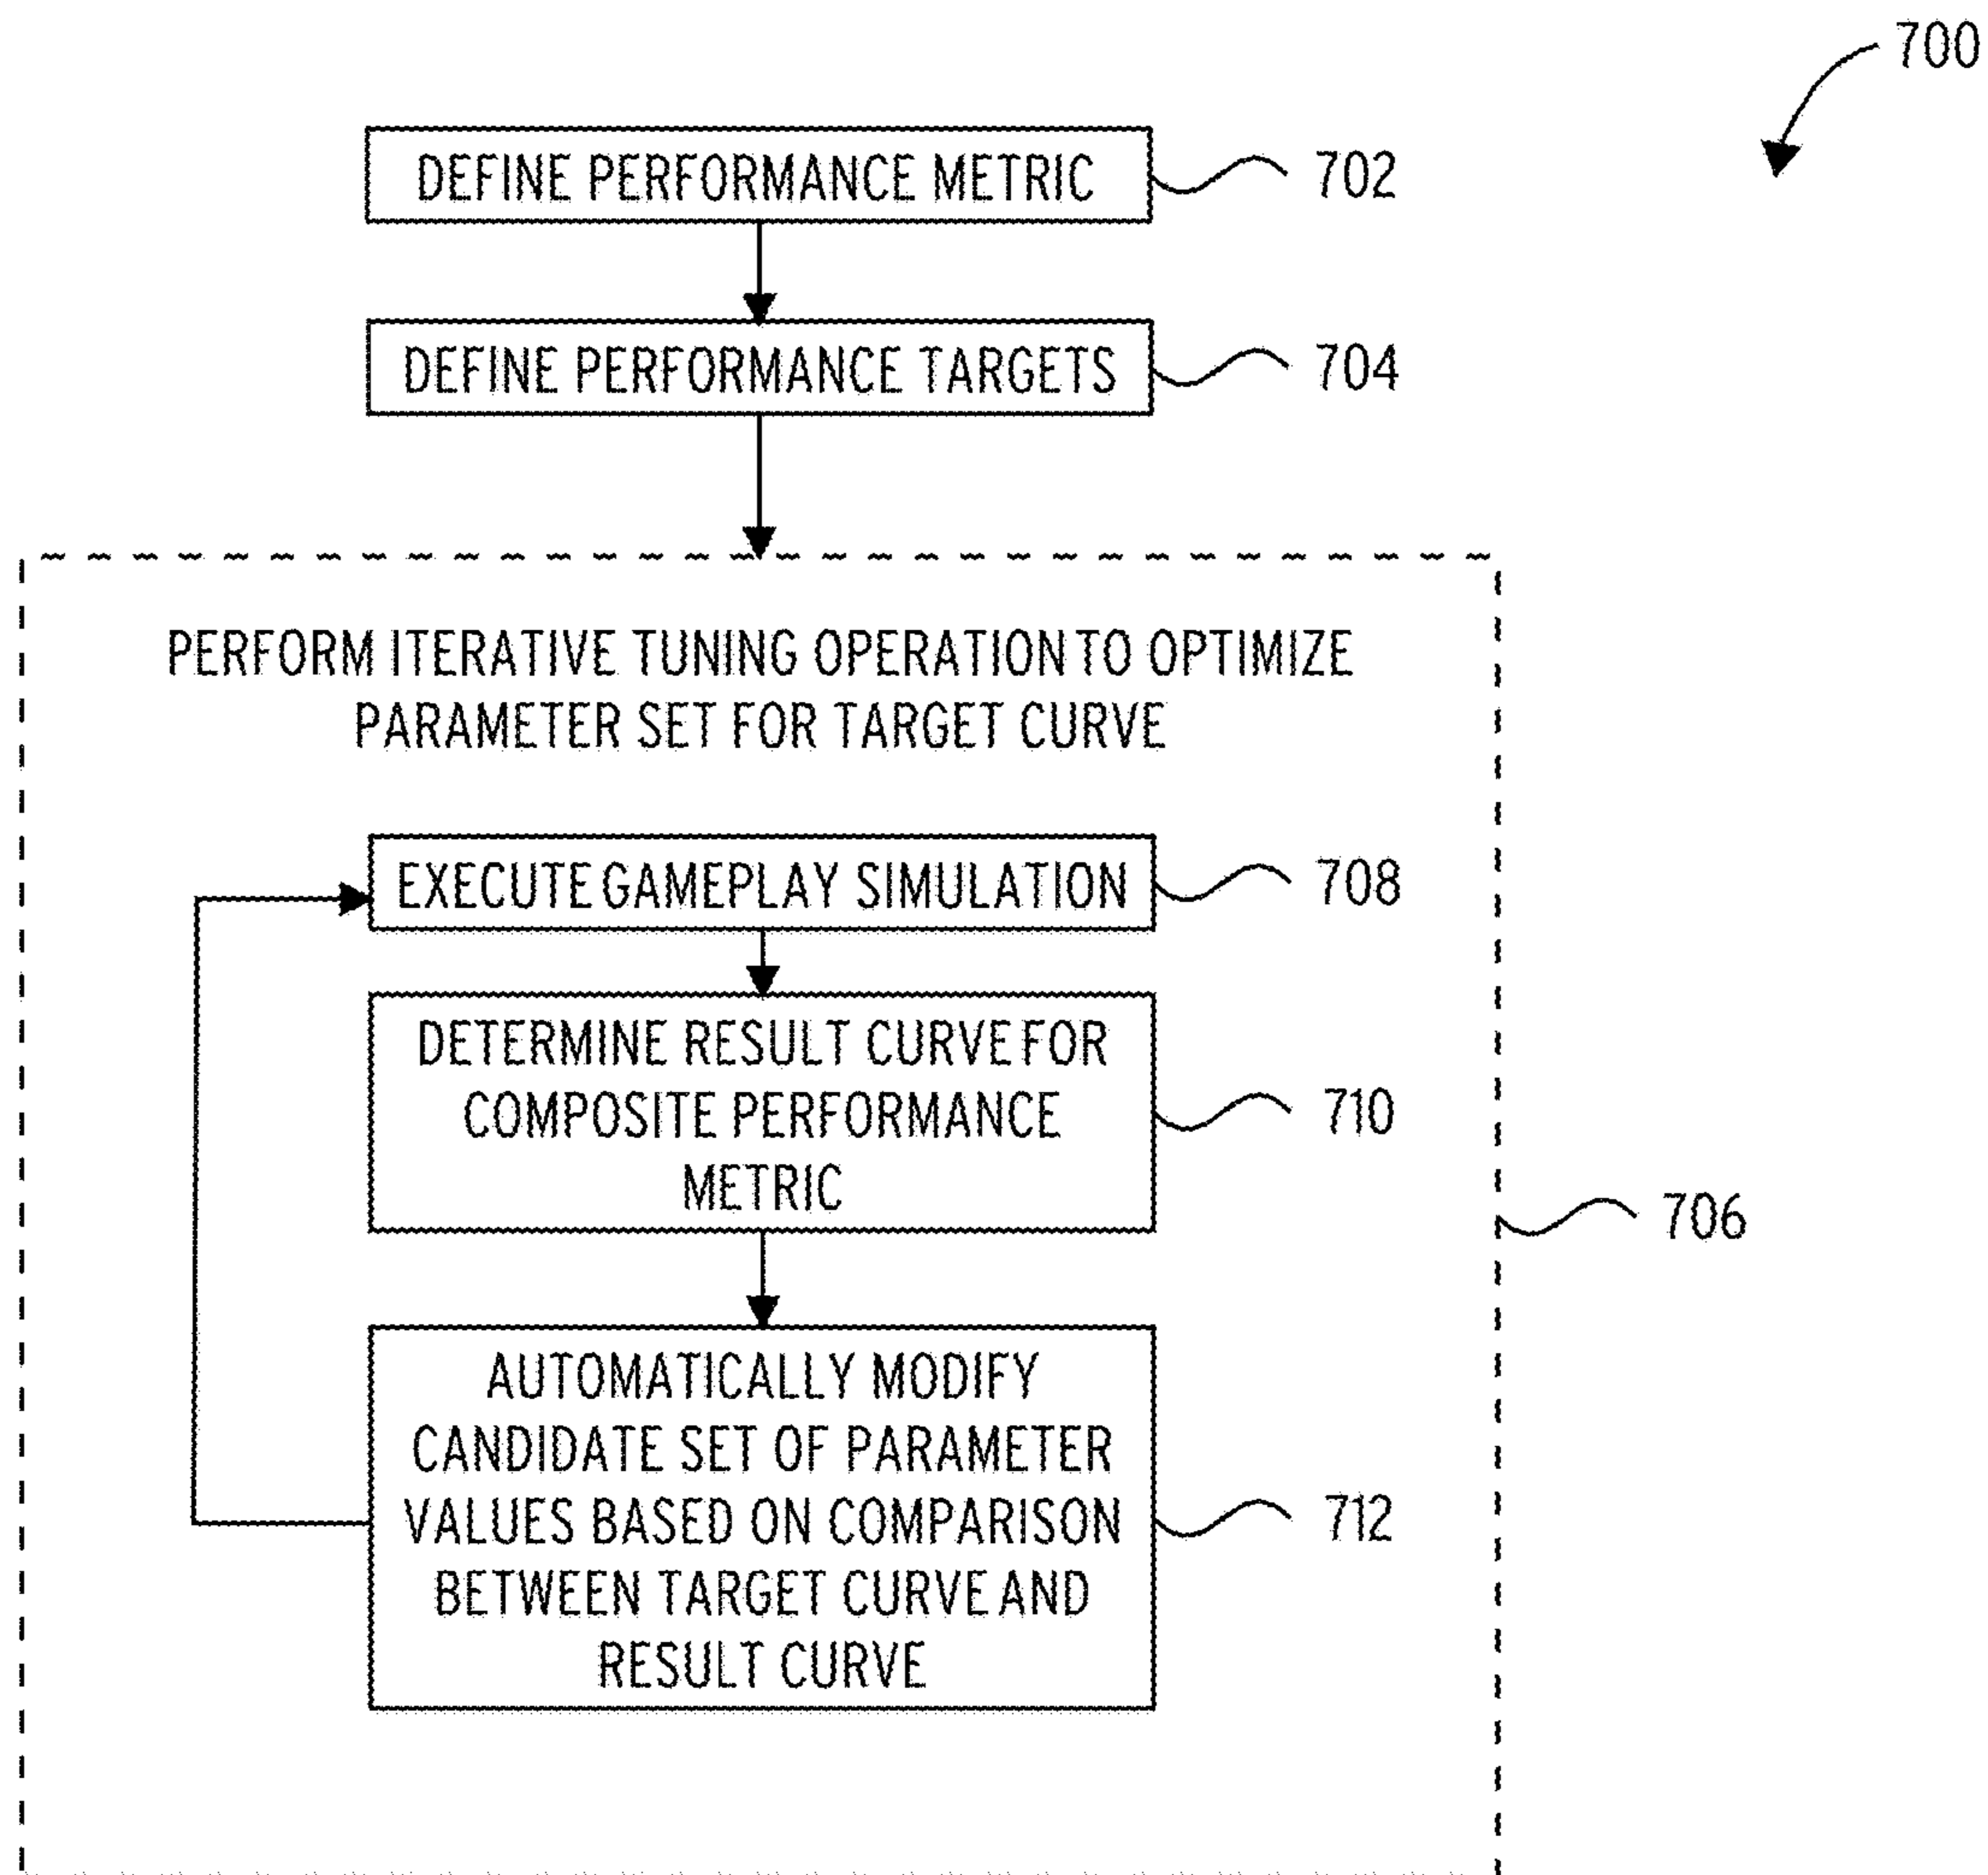 700
DEFINE PERFORMANCE METRIC
702
DEFINE PERFORMANCE TARGETS
704
PERFORM ITERATIVE TUNING OPERATION TO OPTIMIZE
PARAMETER SET FOR TARGET CURVE
EXECUTE GAMEPLAY SIMULATION
708
DETERMINE RESULT CURVE FOR
COMPOSITE PERFORMANCE
METRIC
710
706
AUTOMATICALLY MODIFY
CANDIDATE SET OF PARAMETER
VALUES BASED ON COMPARISON
BETWEEN TARGET CURVE AND
RESULT CURVE
712